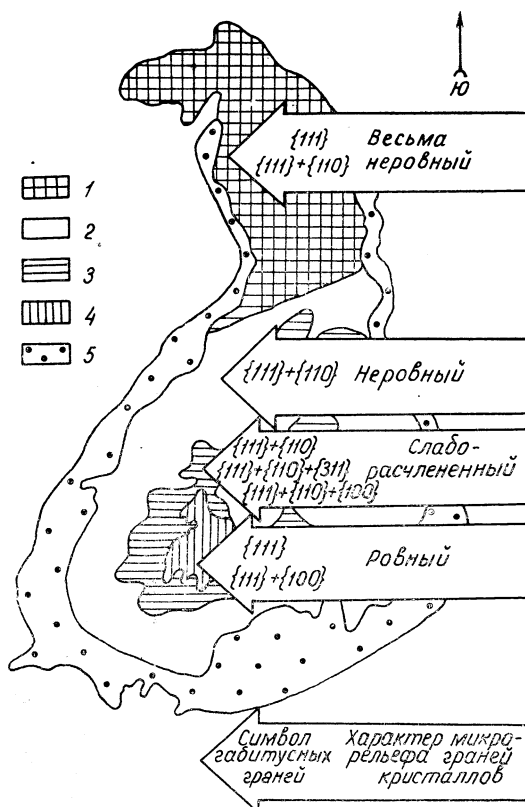 Ю
{111} Весьма
{111}+{110} неровный
1
2
3
4
5
{111}+{110} Неровный
{111}+{110} Слабо-
{111}+{110}+{311} расчлененный
{111}+{110}+{100}
{111} Ровный
{111}+{100}
Символ Характер микро-
габитусных рельефа граней
граней кристаллов